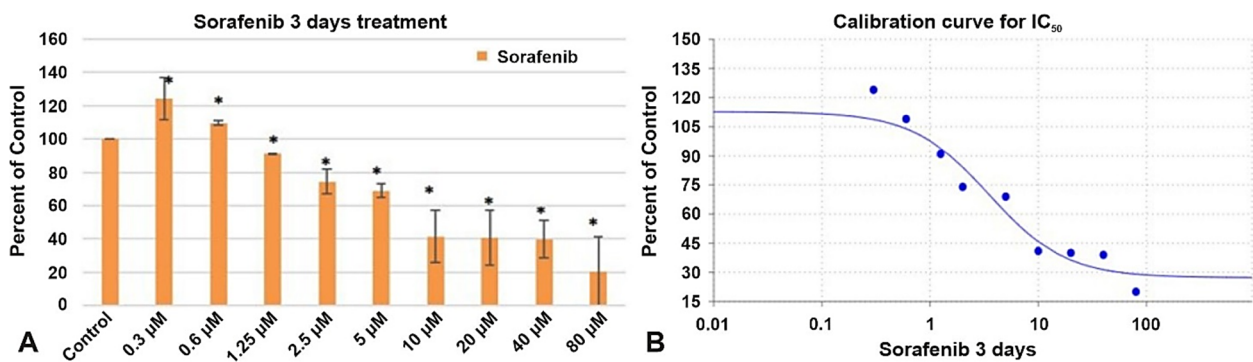 Sorafenib 3 days treatment
Percent of Control
160
140
120
100
80
60
40
20
0
Sorafenib
*
*
*
*
*
*
*
*
*
Control
0.3 µM
0.6 µM
1.25 µM
2.5 µM
5 µM
10 µM
20 µM
40 µM
80 µM
A
Calibration curve for IC₅₀
Percent of Control
150
135
120
105
90
75
60
45
30
15
0.01
0.1
1
10
100
Sorafenib 3 days
B